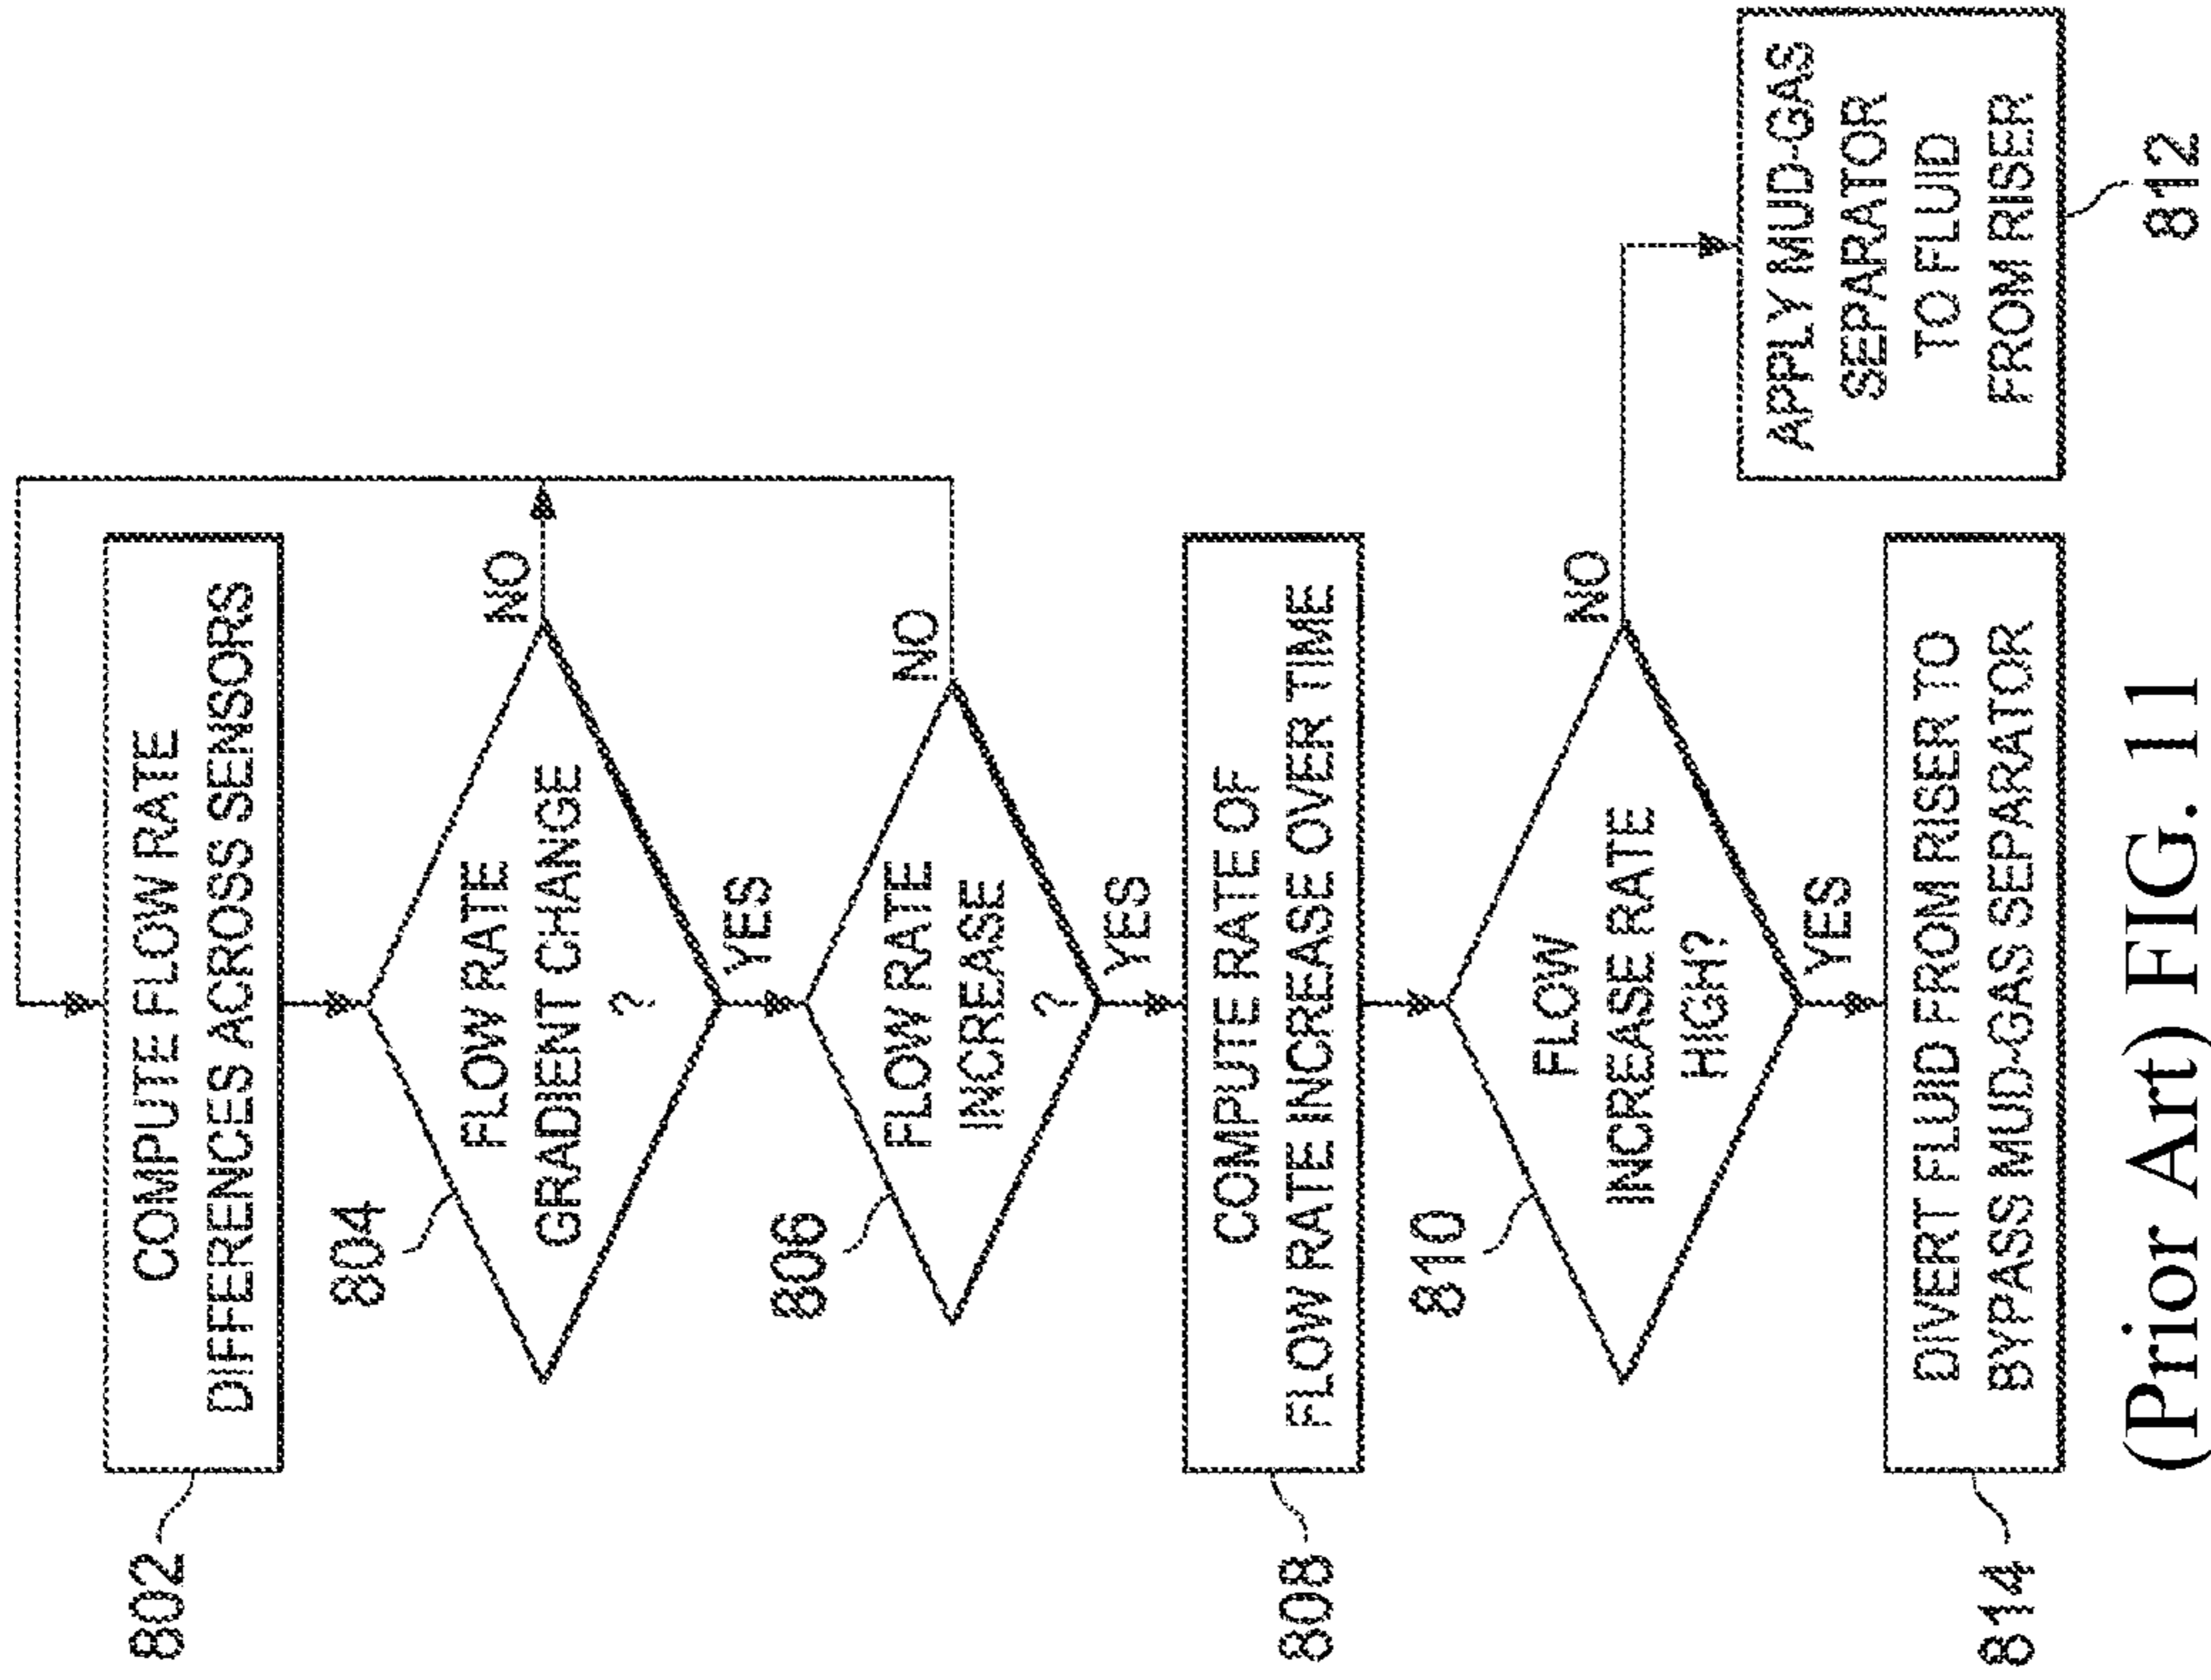 802
COMPUTE FLOW RATE
DIFFERENCES ACROSS SENSORS
804
FLOW RATE
GRADIENT CHANGE
?
NO
YES
806
FLOW RATE
INCREASE
?
NO
YES
808
COMPUTE RATE OF
FLOW RATE INCREASE OVER TIME
810
FLOW
INCREASE RATE
HIGH?
NO
YES
APPLY MUD-GAS
SEPARATOR
TO FLUID
FROM RISER
812
814
DIVERT FLUID FROM RISER TO
BYPASS MUD-GAS SEPARATOR
(Prior Art) FIG. 11